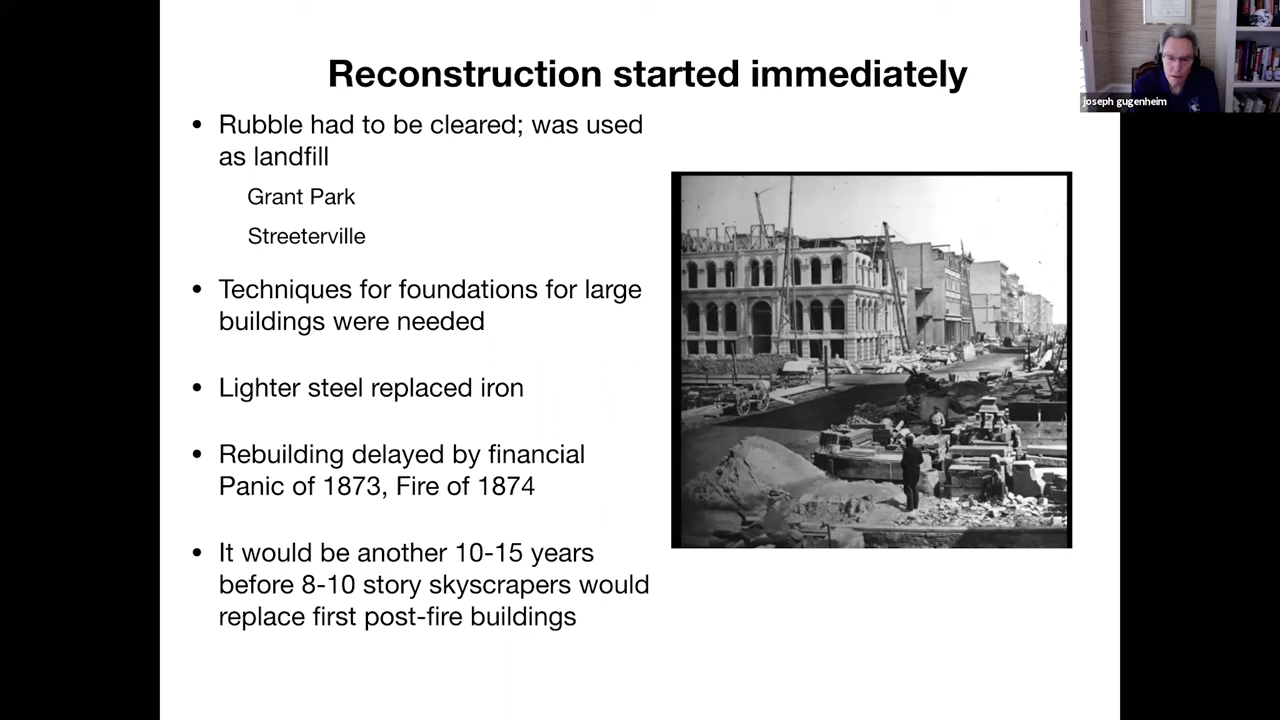 Reconstruction started immediately
• Rubble had to be cleared; was used
as landfill
Grant Park
Streeterville
• Techniques for foundations for large
buildings were needed
• Lighter steel replaced iron
• Rebuilding delayed by financial
Panic of 1873, Fire of 1874
• It would be another 10-15 years
before 8-10 story skyscrapers would
replace first post-fire buildings
joseph gugenheim